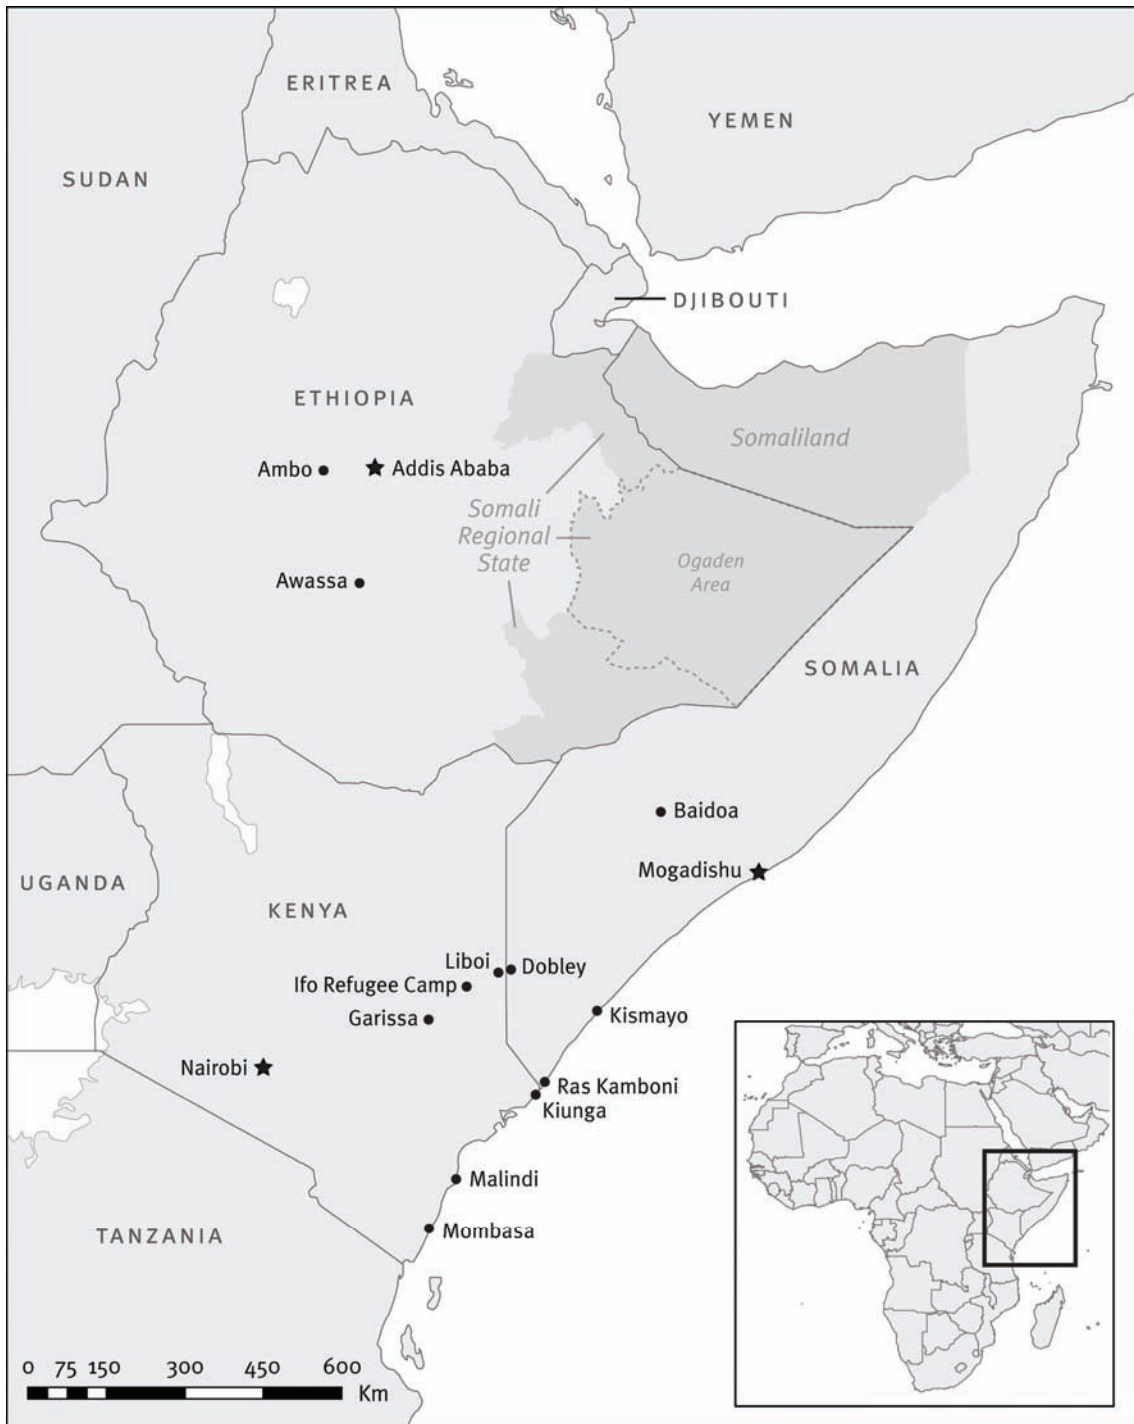 ERITREA
YEMEN
SUDAN
DJIBOUTI
ETHIOPIA
Somaliland
Ambo
Addis Ababa
Somali
Regional
State
Ogaden
Area
Awassa
SOMALIA
Baidoa
Mogadishu
UGANDA
KENYA
Liboi
Dobley
Ifo Refugee Camp
Garissa
Kismayo
Nairobi
Ras Kamboni
Kiunga
Malindi
Mombasa
TANZANIA
0 75 150 300 450 600
Km